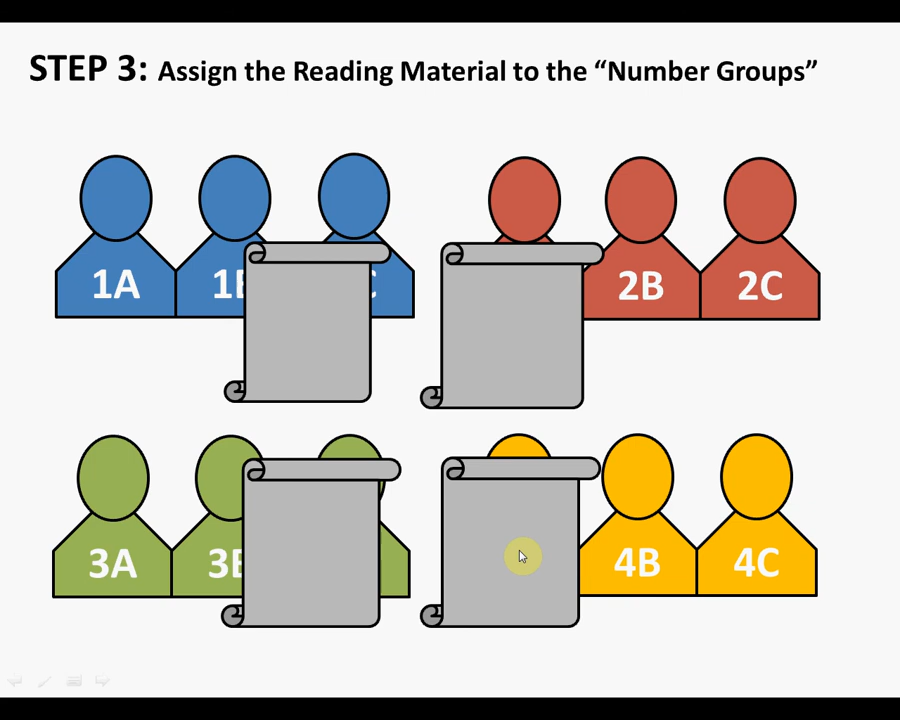 STEP 3: Assign the Reading Material to the “Number Groups”
1A 2B 2C
3A 4B 4C